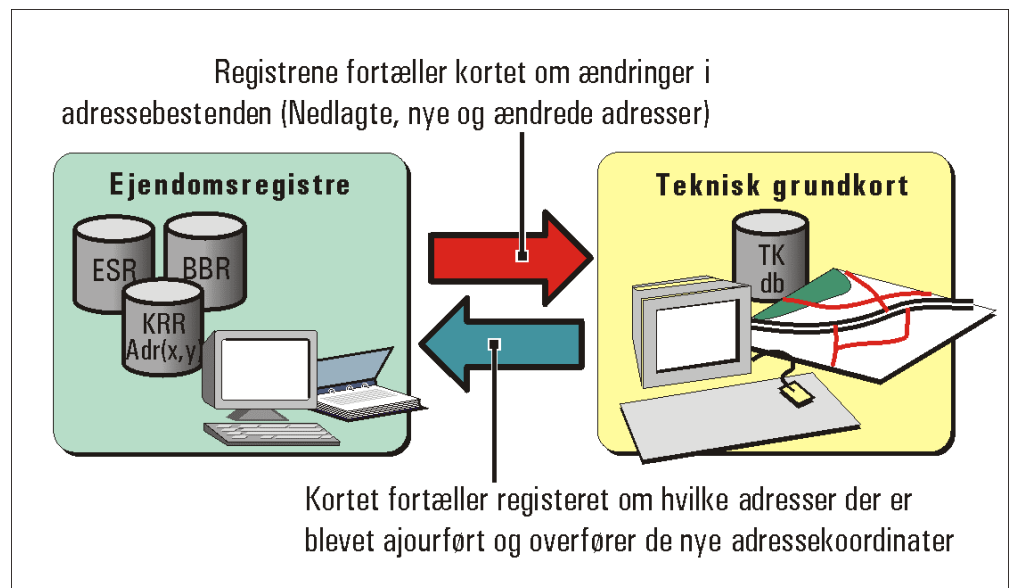 Registrene fortæller kortet om ændringer i
adressebestenden (Nedlagte, nye og ændrede adresser)
Ejendomsregistre
Teknisk grundkort
ESR
BBR
KRR
Adr(x,y)
TK
db
Kortet fortæller registeret om hvilke adresser der er
blevet ajourført og overfører de nye adressekoordinater